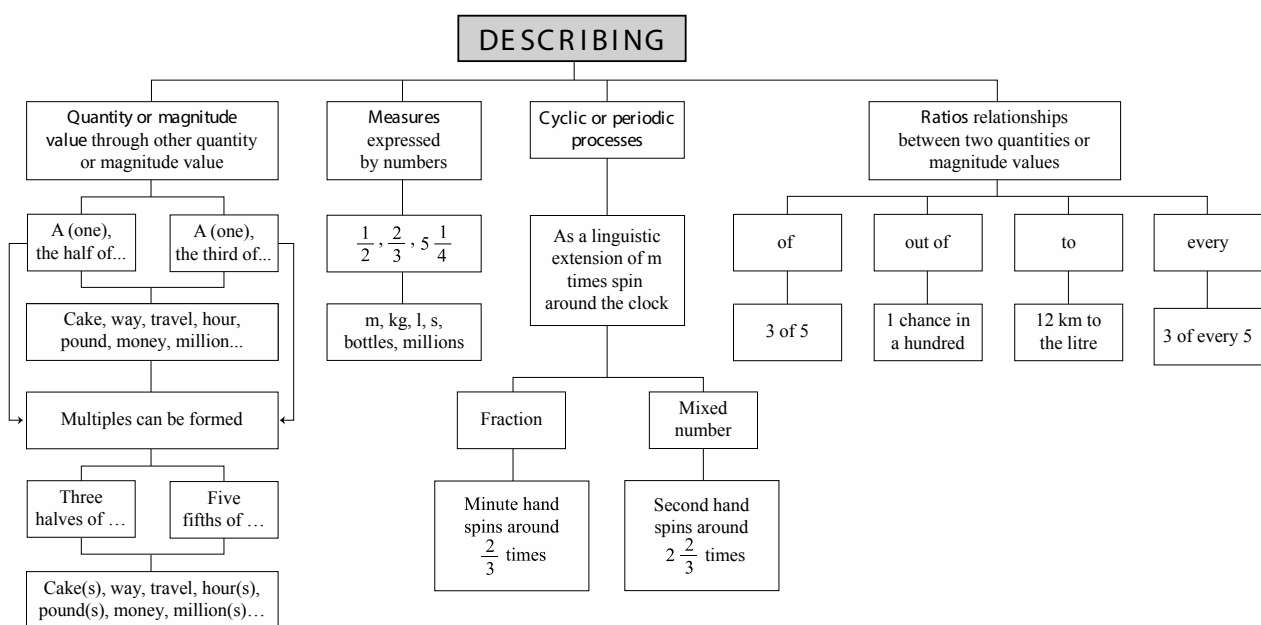 DESCRIBING
Quantity or magnitude
value through other quantity
or magnitude value
Measures
expressed
by numbers
Cyclic or periodic
processes
Ratios relationships
between two quantities or
magnitude values
A (one),
the half of...
A (one),
the third of...
1/2 , 2/3 , 5 1/4
As a linguistic
extension of m
times spin
around the clock
of
out of
to
every
Cake, way, travel, hour,
pound, money, million...
m, kg, l, s,
bottles, millions
3 of 5
1 chance in
a hundred
12 km to
the litre
3 of every 5
Multiples can be formed
Fraction
Mixed
number
Three
halves of …
Five
fifths of …
Minute hand
spins around
2/3 times
Second hand
spins around
2 2/3 times
Cake(s), way, travel, hour(s),
pound(s), money, million(s)…